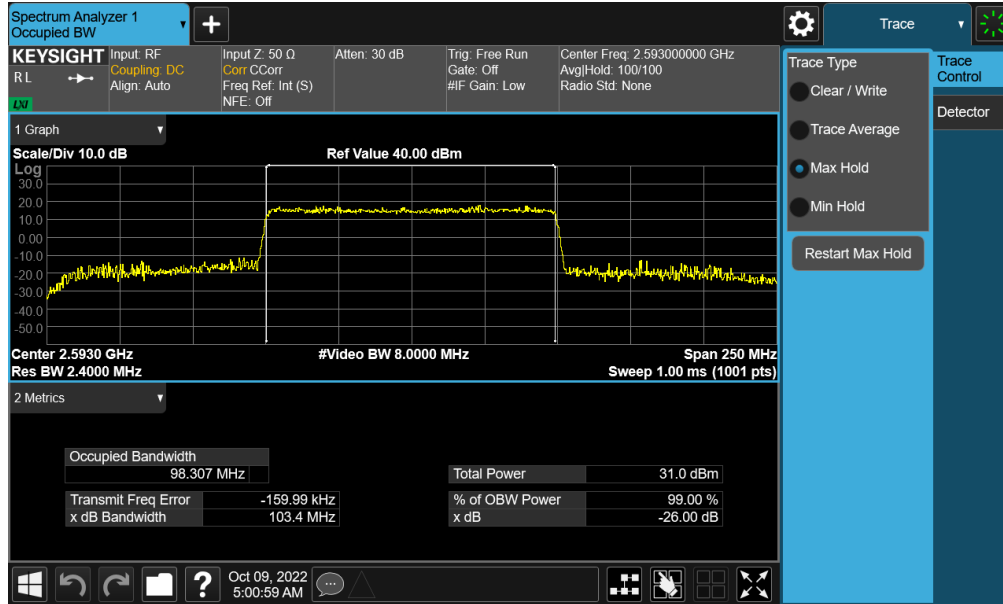 Spectrum Analyzer 1
Occupied BW
+
Trace
KEYSIGHT
R L
LXI
Input: RF
Coupling: DC
Align: Auto
Input Z: 50 Ω
Corr CCorr
Freq Ref: Int (S)
NFE: Off
Atten: 30 dB
Trig: Free Run
Gate: Off
#IF Gain: Low
Center Freq: 2.593000000 GHz
Avg|Hold: 100/100
Radio Std: None
Trace Type
Clear / Write
Trace Average
Max Hold
Min Hold
Restart Max Hold
Trace
Control
Detector
1 Graph
Scale/Div 10.0 dB
Ref Value 40.00 dBm
Log
30.0
20.0
10.0
0.00
-10.0
-20.0
-30.0
-40.0
-50.0
Center 2.5930 GHz
#Video BW 8.0000 MHz
Span 250 MHz
Res BW 2.4000 MHz
Sweep 1.00 ms (1001 pts)
2 Metrics
Occupied Bandwidth
98.307 MHz
Total Power 31.0 dBm
Transmit Freq Error -159.99 kHz
% of OBW Power 99.00 %
x dB Bandwidth 103.4 MHz
x dB -26.00 dB
?
Oct 09, 2022
5:00:59 AM